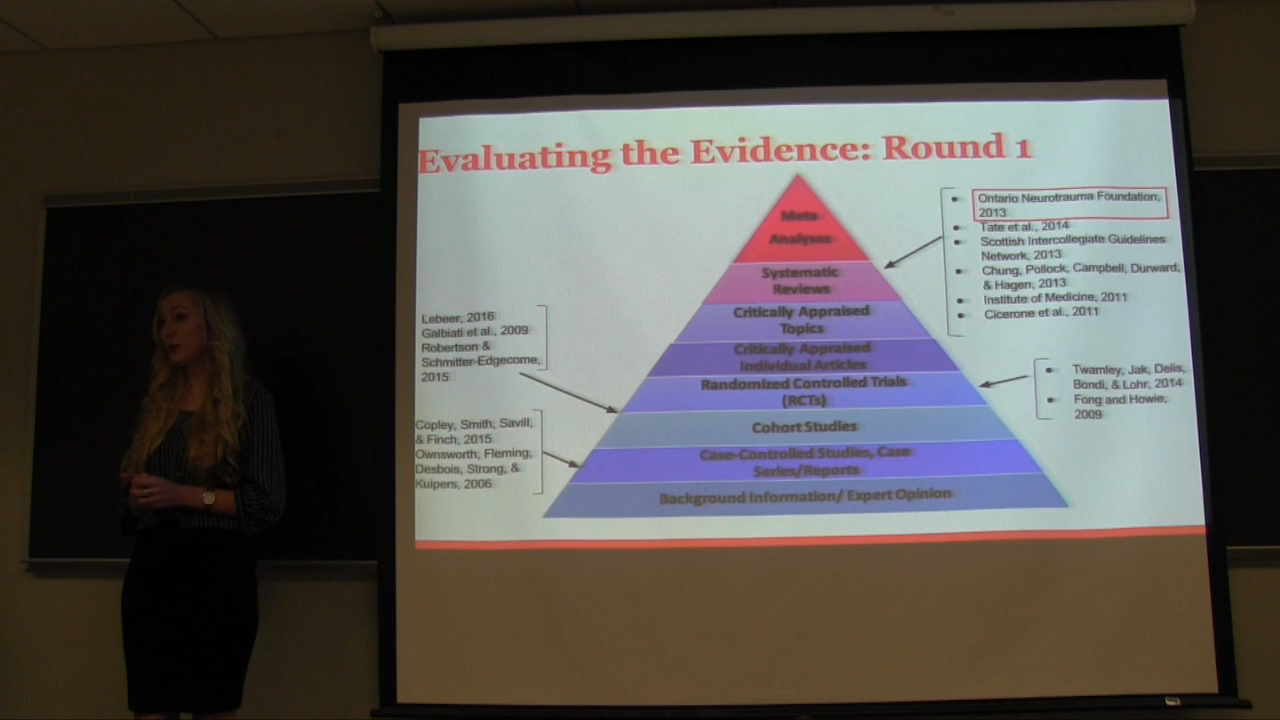 Evaluating the Evidence: Round 1
Meta
Analyses
Systematic
Reviews
Critically Appraised
Topics
Critically Appraised
Individual Articles
Randomized Controlled Trials
(RCTs)
Cohort Studies
Case-Controlled Studies, Case
Series/Reports
Background Information/ Expert Opinion
Lebeer, 2016
Galbiati et al., 2009
Robertson &
Schmitter-Edgecome,
2015
Copley, Smith, Savill,
& Finch, 2015
Ownsworth, Fleming,
Desbois, Strong, &
Kuipers, 2006
• Ontario Neurotrauma Foundation,
2013
• Tate et al., 2014
• Scottish Intercollegiate Guidelines
Network, 2013
• Chung, Pollock, Campbell, Durward,
& Hagen, 2013
• Institute of Medicine, 2011
• Cicerone et al., 2011
• Twamley, Jak, Delis,
Bondi, & Lohr, 2014
• Fong and Howie,
2009